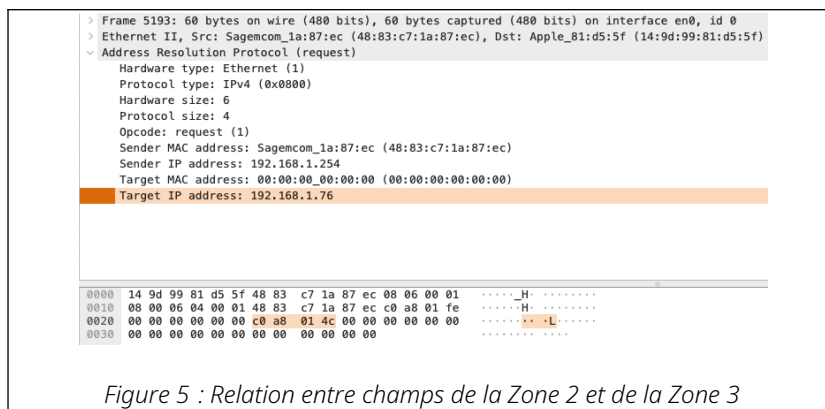 > Frame 5193: 60 bytes on wire (480 bits), 60 bytes captured (480 bits) on interface en0, id 0
> Ethernet II, Src: Sagemcom_1a:87:ec (48:83:c7:1a:87:ec), Dst: Apple_81:d5:5f (14:9d:99:81:d5:5f)
Address Resolution Protocol (request)
Hardware type: Ethernet (1)
Protocol type: IPv4 (0x0800)
Hardware size: 6
Protocol size: 4
Opcode: request (1)
Sender MAC address: Sagemcom_1a:87:ec (48:83:c7:1a:87:ec)
Sender IP address: 192.168.1.254
Target MAC address: 00:00:00_00:00:00 (00:00:00:00:00:00)
Target IP address: 192.168.1.76
0000 14 9d 99 81 d5 5f 48 83 c7 1a 87 ec 08 06 00 01 ·····_H· ········
0010 08 00 06 04 00 01 48 83 c7 1a 87 ec c0 a8 01 fe ······H· ········
0020 00 00 00 00 00 00 c0 a8 01 4c 00 00 00 00 00 00 ········ ·L······
0030 00 00 00 00 00 00 00 00 00 00 00 00 ········ ····
Figure 5 : Relation entre champs de la Zone 2 et de la Zone 3